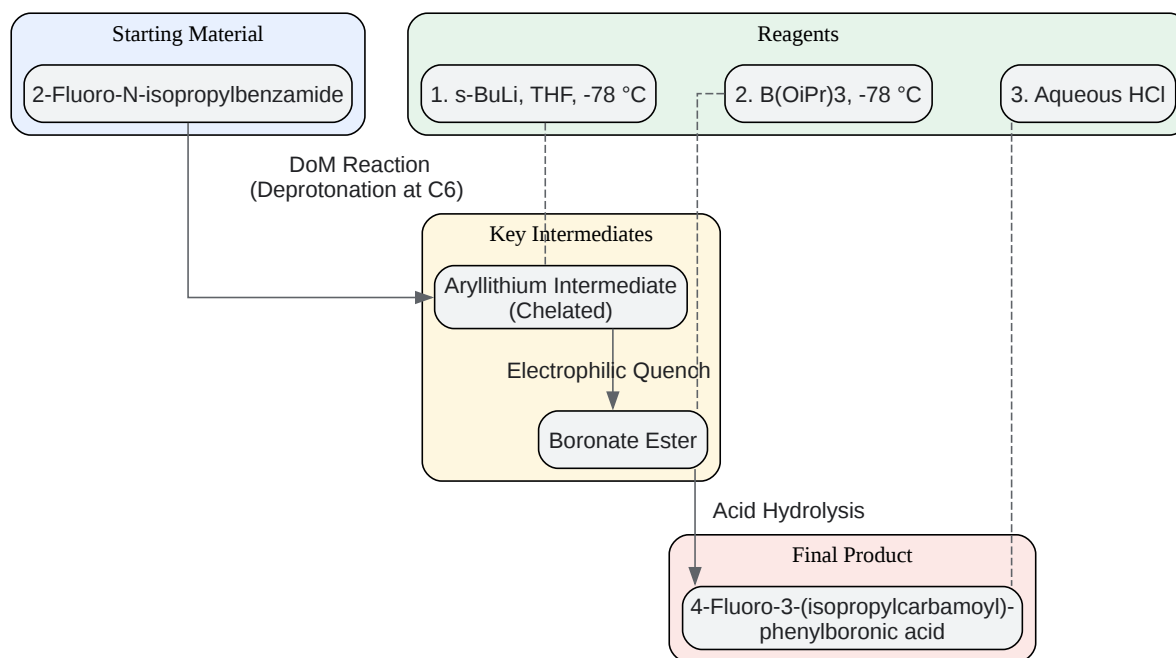 Starting Material
Reagents
2-Fluoro-N-isopropylbenzamide
1. s-BuLi, THF, -78 °C
2. B(OiPr)3, -78 °C
3. Aqueous HCl
DoM Reaction
(Deprotonation at C6)
Key Intermediates
Aryllithium Intermediate
(Chelated)
Electrophilic Quench
Boronate Ester
Acid Hydrolysis
Final Product
4-Fluoro-3-(isopropylcarbamoyl)-
phenylboronic acid